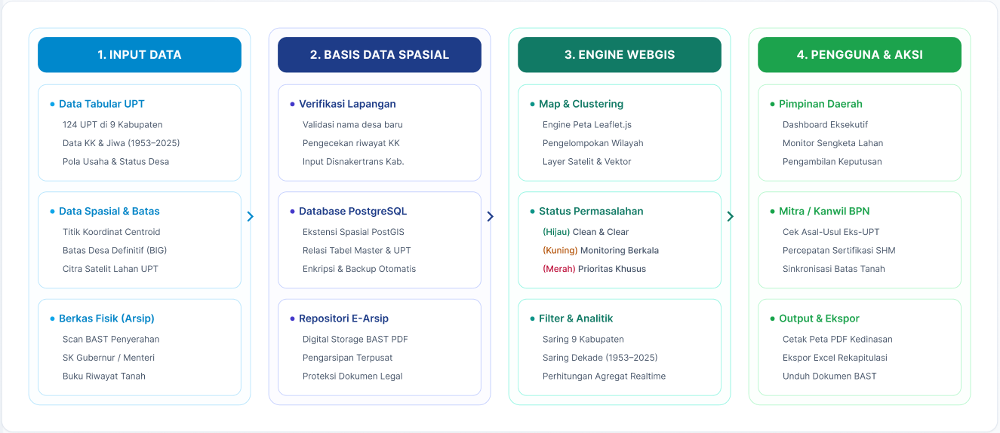 1. INPUT DATA
Data Tabular UPT
124 UPT di 9 Kabupaten
Data KK & Jiwa (1953–2025)
Pola Usaha & Status Desa
Data Spasial & Batas
Titik Koordinat Centroid
Batas Desa Definitif (BIG)
Citra Satelit Lahan UPT
Berkas Fisik (Arsip)
Scan BAST Penyerahan
SK Gubernur / Menteri
Buku Riwayat Tanah
2. BASIS DATA SPASIAL
Verifikasi Lapangan
Validasi nama desa baru
Pengecekan riwayat KK
Input Disnakertrans Kab.
Database PostgreSQL
Ekstensi Spasial PostGIS
Relasi Tabel Master & UPT
Enkripsi & Backup Otomatis
Repositori E-Arsip
Digital Storage BAST PDF
Pengarsipan Terpusat
Proteksi Dokumen Legal
3. ENGINE WEBGIS
Map & Clustering
Engine Peta Leaflet.js
Pengelompokan Wilayah
Layer Satelit & Vektor
Status Permasalahan
(Hijau) Clean & Clear
(Kuning) Monitoring Berkala
(Merah) Prioritas Khusus
Filter & Analitik
Saring 9 Kabupaten
Saring Dekade (1953–2025)
Perhitungan Agregat Realtime
4. PENGGUNA & AKSI
Pimpinan Daerah
Dashboard Eksekutif
Monitor Sengketa Lahan
Pengambilan Keputusan
Mitra / Kanwil BPN
Cek Asal-Usul Eks-UPT
Percepatan Sertifikasi SHM
Sinkronisasi Batas Tanah
Output & Ekspor
Cetak Peta PDF Kedinasan
Ekspor Excel Rekapitulasi
Unduh Dokumen BAST